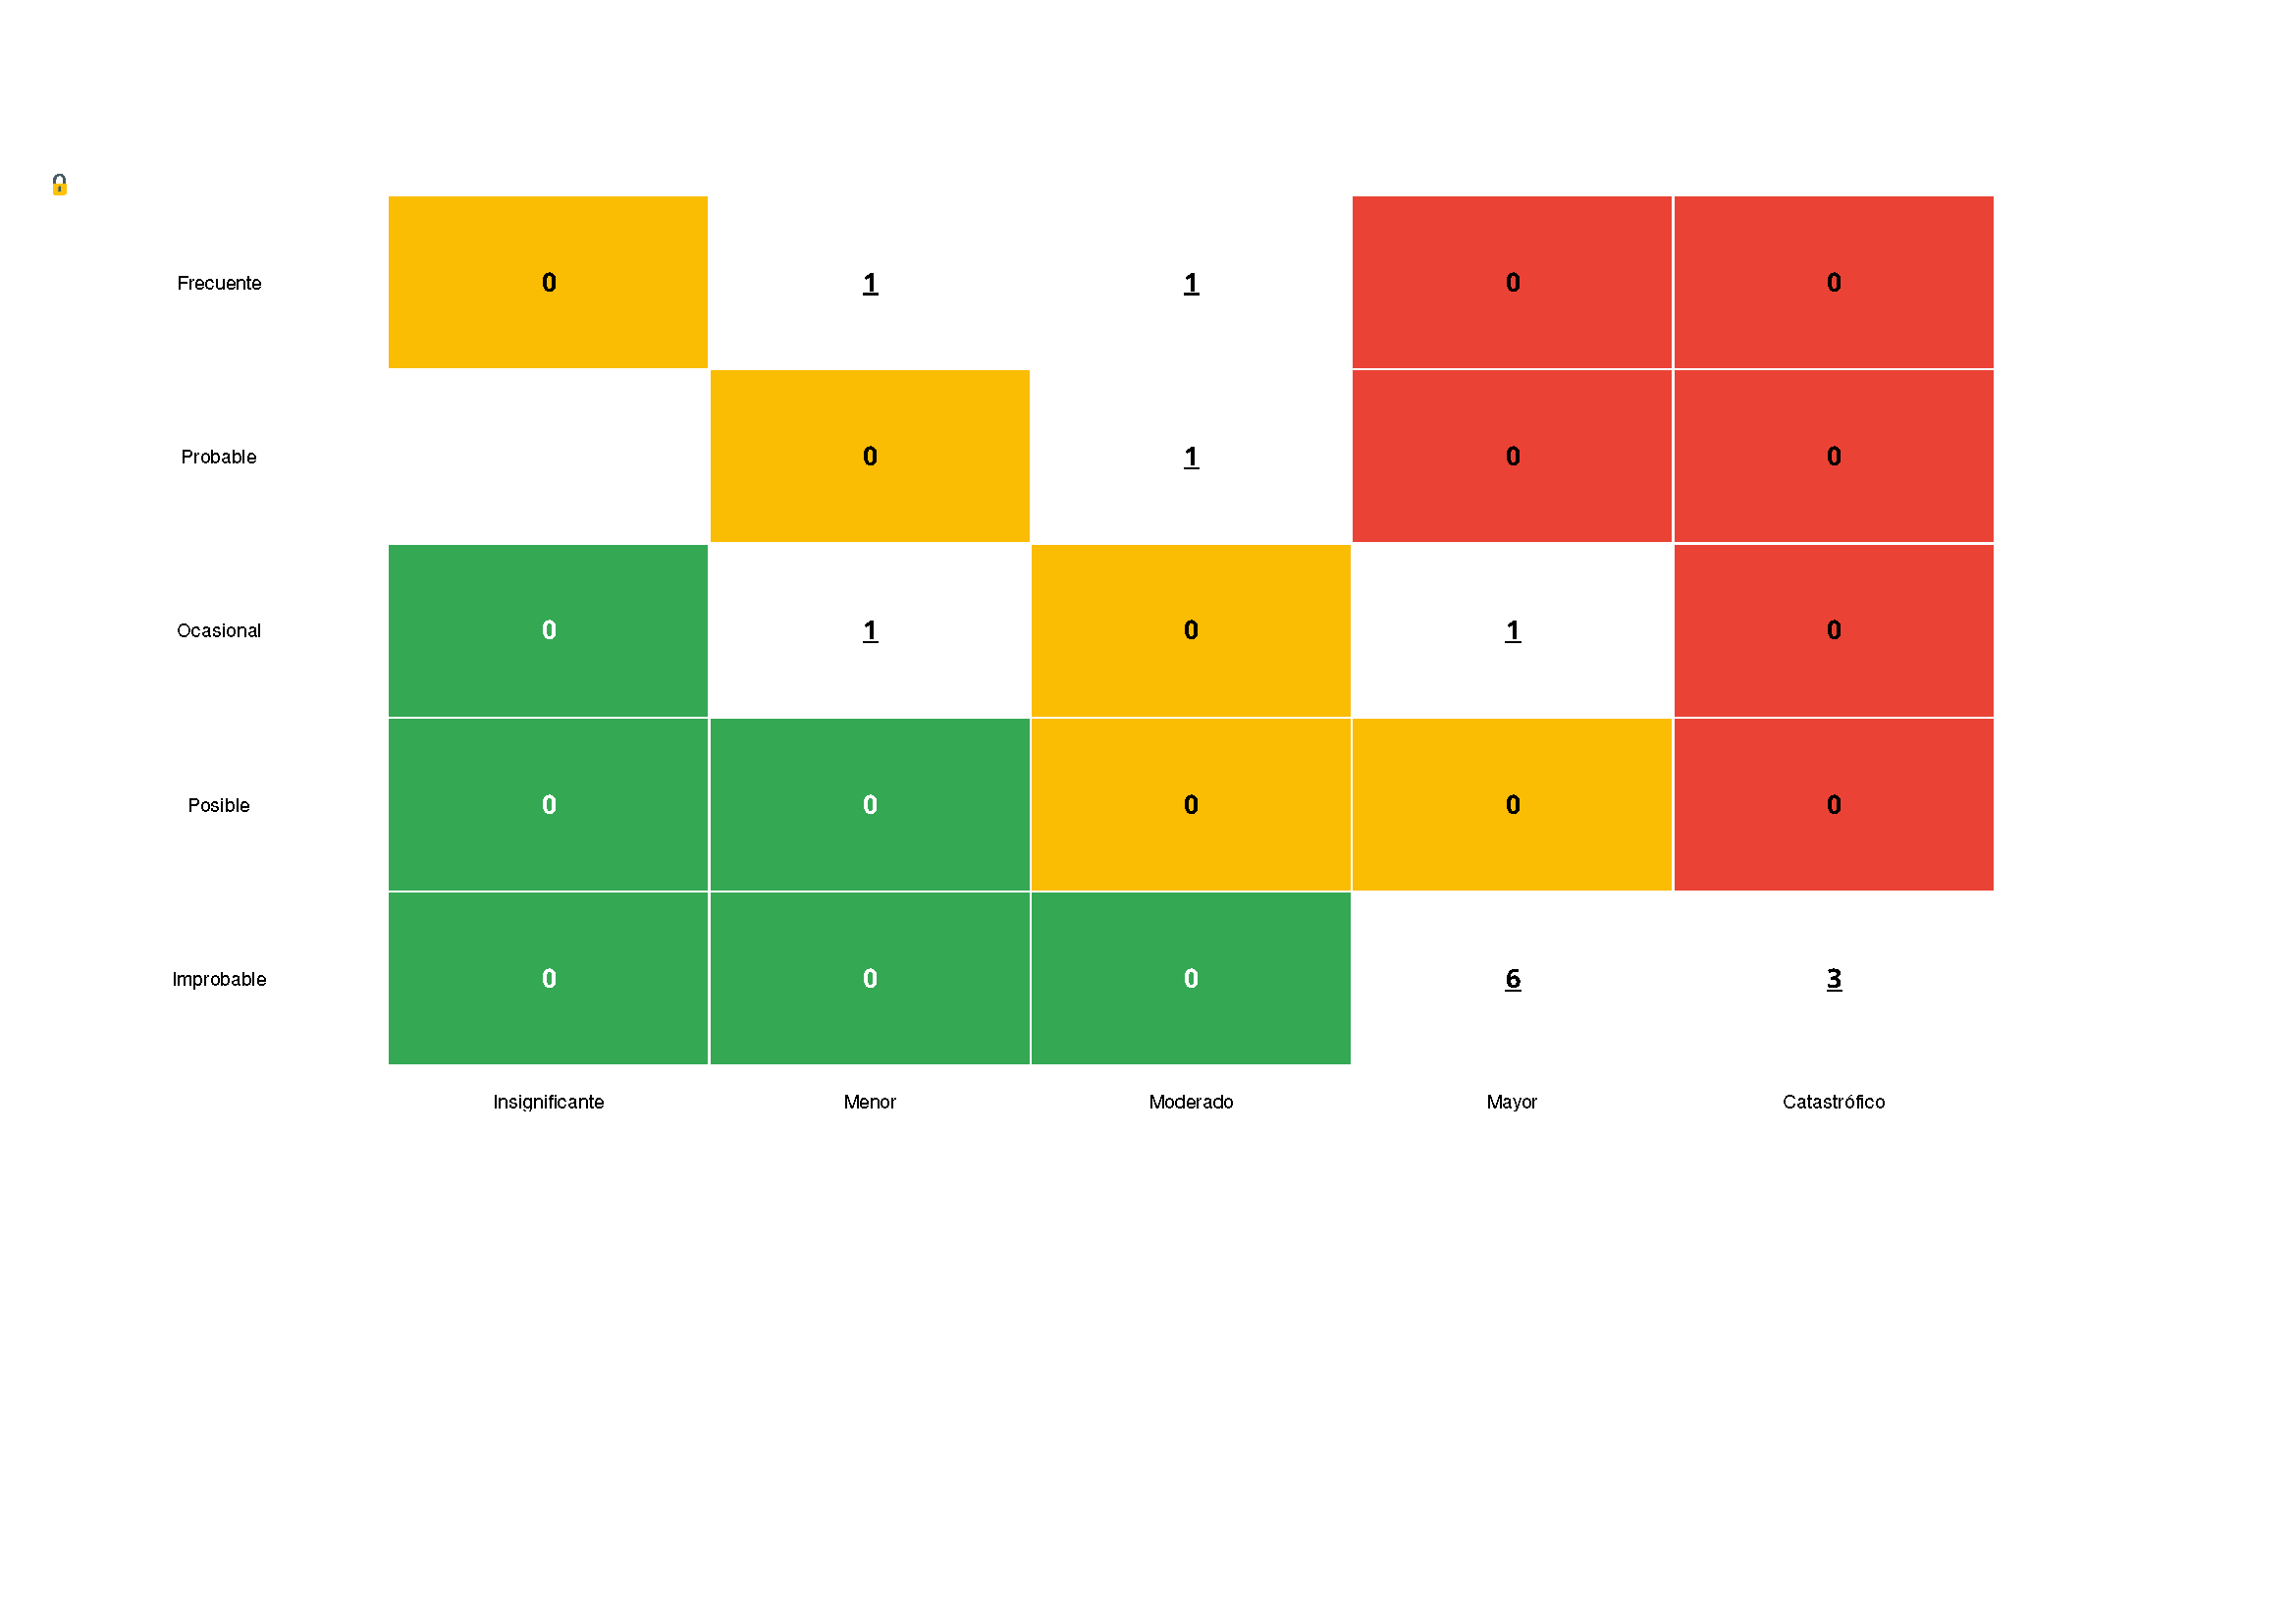 Frecuente 0 1 1 0 0
Probable 0 1 0 0
Ocasional 0 1 0 1 0
Posible 0 0 0 0 0
Improbable 0 0 0 6 3
Insignificante Menor Moderado Mayor Catastrófico